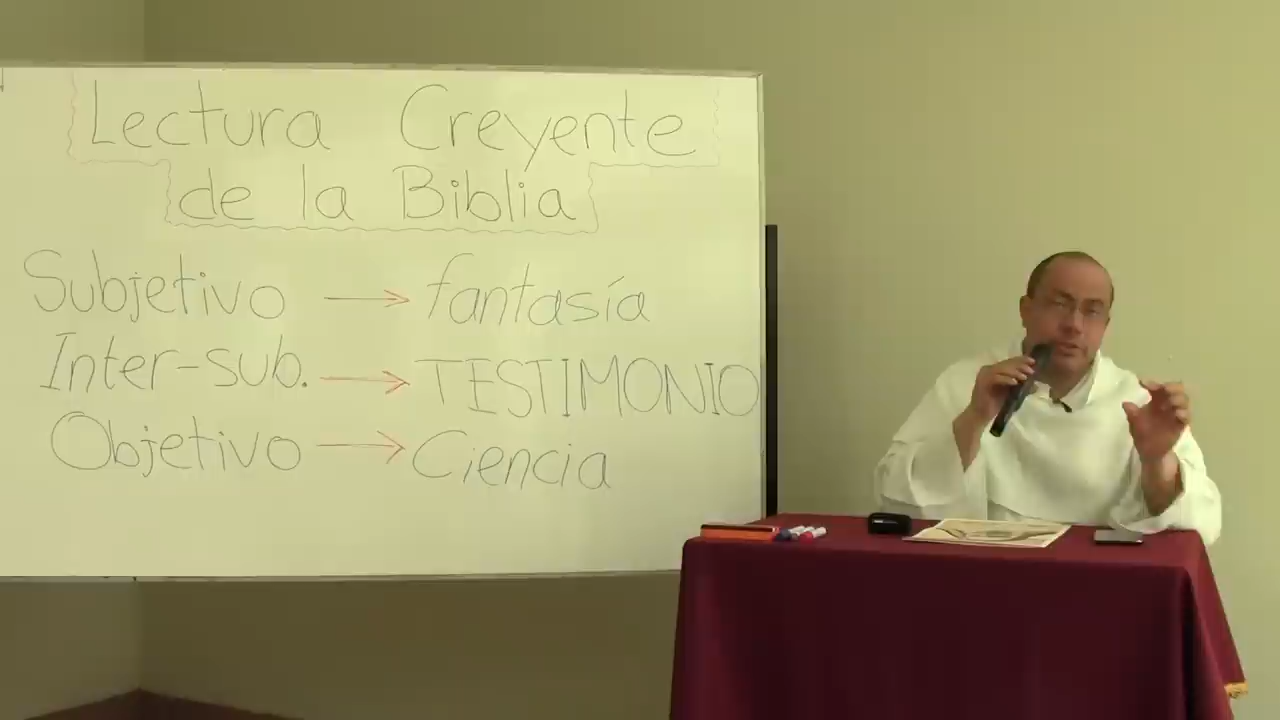 Lectura Creyente
de la Biblia
Subjetivo → fantasía
Inter-sub. → TESTIMONIO
Objetivo → Ciencia